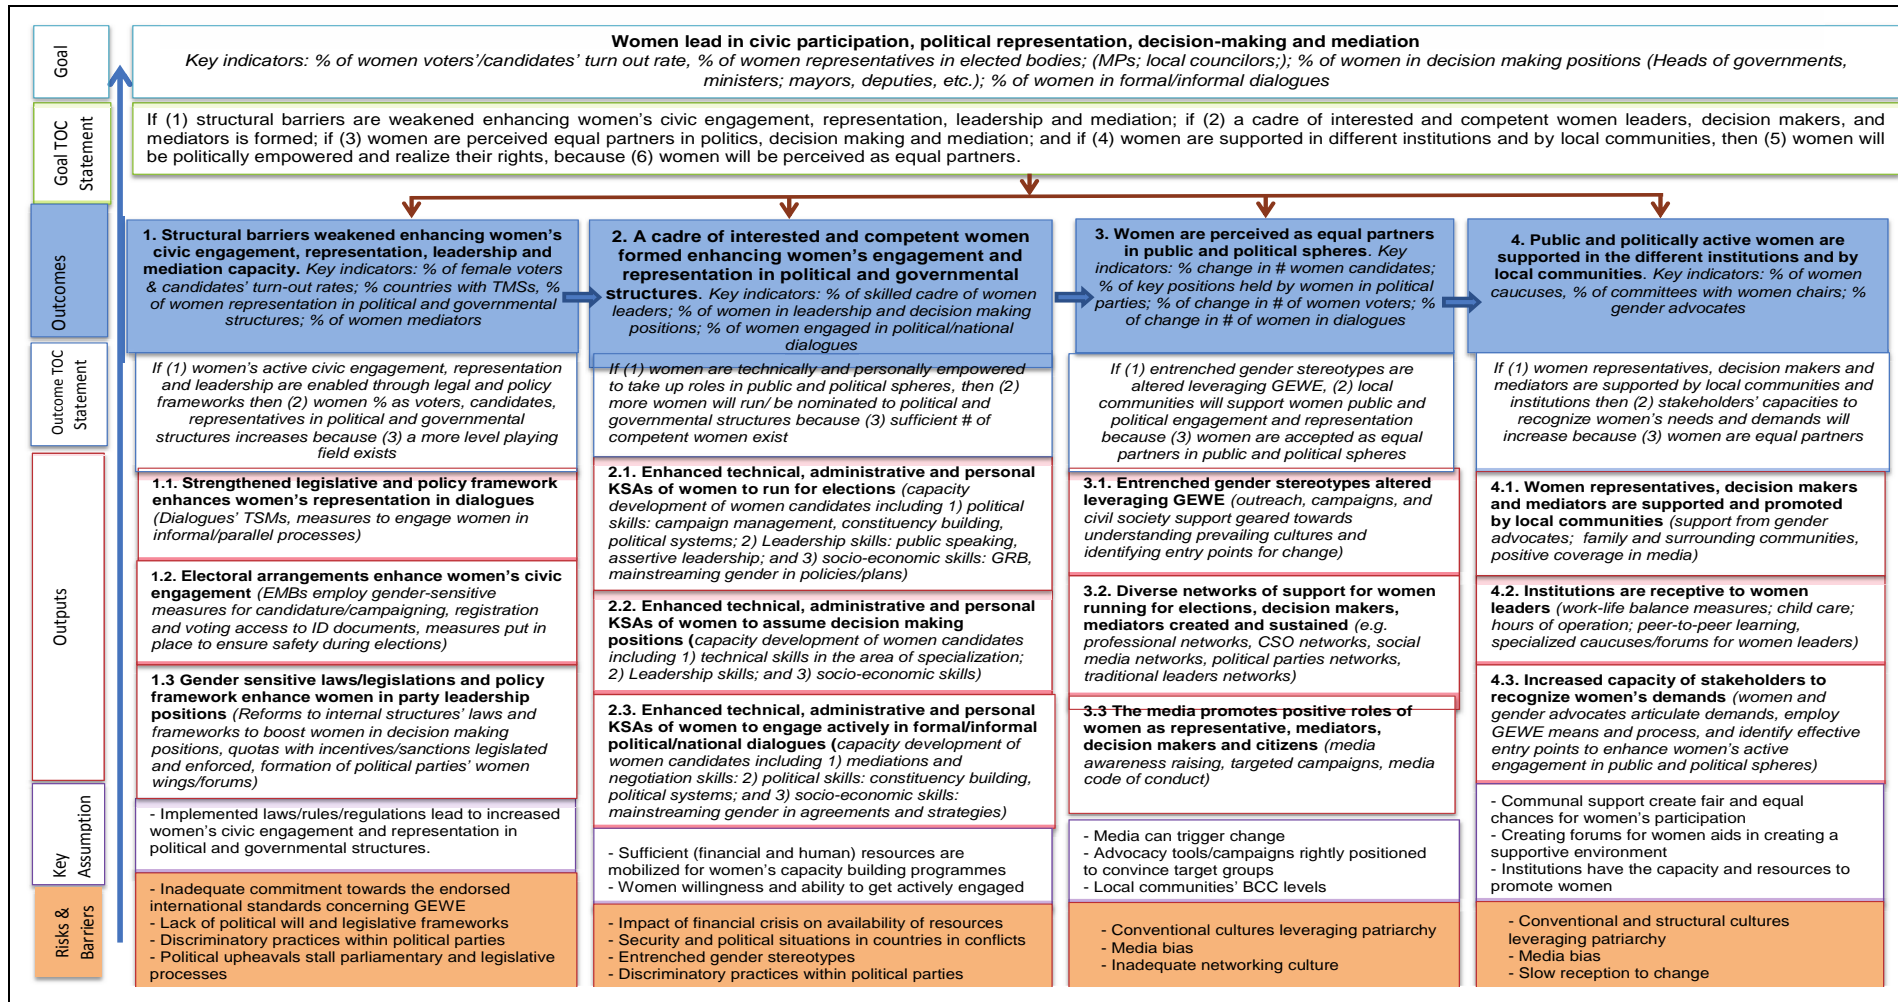 Goal
Women lead in civic participation, political representation, decision-making and mediation
Key indicators: % of women voters'/candidates' turn out rate, % of women representatives in elected bodies; (MPs; local councilors;); % of women in decision making positions (Heads of governments,
ministers; mayors, deputies, etc.); % of women in formal/informal dialogues
Goal TOC
Statement
If (1) structural barriers are weakened enhancing women's civic engagement, representation, leadership and mediation; if (2) a cadre of interested and competent women leaders, decision makers, and
mediators is formed; if (3) women are perceived equal partners in politics, decision making and mediation; and if (4) women are supported in different institutions and by local communities, then (5) women will
be politically empowered and realize their rights, because (6) women will be perceived as equal partners.
Outcomes
1. Structural barriers weakened enhancing women's
civic engagement, representation, leadership and
mediation capacity. Key indicators: % of female voters
& candidates' turn-out rates; % countries with TMSs, %
of women representation in political and governmental
structures; % of women mediators
2. A cadre of interested and competent women
formed enhancing women's engagement and
representation in political and governmental
structures. Key indicators: % of skilled cadre of women
leaders; % of women in leadership and decision making
positions; % of women engaged in political/national
dialogues
3. Women are perceived as equal partners
in public and political spheres. Key
indicators: % change in # women candidates;
% of key positions held by women in political
parties; % of change in # of women voters; %
of change in # of women in dialogues
4. Public and politically active women are
supported in the different institutions and by
local communities. Key indicators: % of women
caucuses, % of committees with women chairs; %
gender advocates
Outcome TOC
Statement
If (1) women's active civic engagement, representation
and leadership are enabled through legal and policy
frameworks then (2) women % as voters, candidates,
representatives in political and governmental
structures increases because (3) a more level playing
field exists
If (1) women are technically and personally empowered
to take up roles in public and political spheres, then (2)
more women will run/ be nominated to political and
governmental structures because (3) sufficient # of
competent women exist
If (1) entrenched gender stereotypes are
altered leveraging GEWE, (2) local
communities will support women public and
political engagement and representation
because (3) women are accepted as equal
partners in public and political spheres
If (1) women representatives, decision makers and
mediators are supported by local communities and
institutions then (2) stakeholders' capacities to
recognize women's needs and demands will
increase because (3) women are equal partners
Outputs
1.1. Strengthened legislative and policy framework
enhances women's representation in dialogues
(Dialogues' TSMs, measures to engage women in
informal/parallel processes)
1.2. Electoral arrangements enhance women's civic
engagement (EMBs employ gender-sensitive
measures for candidature/campaigning, registration
and voting access to ID documents, measures put in
place to ensure safety during elections)
1.3 Gender sensitive laws/legislations and policy
framework enhance women in party leadership
positions (Reforms to internal structures' laws and
frameworks to boost women in decision making
positions, quotas with incentives/sanctions legislated
and enforced, formation of political parties' women
wings/forums)
2.1. Enhanced technical, administrative and personal
KSAs of women to run for elections (capacity
development of women candidates including 1) political
skills: campaign management, constituency building,
political systems; 2) Leadership skills: public speaking,
assertive leadership; and 3) socio-economic skills: GRB,
mainstreaming gender in policies/plans)
2.2. Enhanced technical, administrative and personal
KSAs of women to assume decision making
positions (capacity development of women candidates
including 1) technical skills in the area of specialization;
2) Leadership skills; and 3) socio-economic skills)
2.3. Enhanced technical, administrative and personal
KSAs of women to engage actively in formal/informal
political/national dialogues (capacity development of
women candidates including 1) mediations and
negotiation skills: 2) political skills: constituency building,
political systems; and 3) socio-economic skills:
mainstreaming gender in agreements and strategies)
3.1. Entrenched gender stereotypes altered
leveraging GEWE (outreach, campaigns, and
civil society support geared towards
understanding prevailing cultures and
identifying entry points for change)
3.2. Diverse networks of support for women
running for elections, decision makers,
mediators created and sustained (e.g.
professional networks, CSO networks, social
media networks, political parties networks,
traditional leaders networks)
3.3 The media promotes positive roles of
women as representative, mediators,
decision makers and citizens (media
awareness raising, targeted campaigns, media
code of conduct)
4.1. Women representatives, decision makers
and mediators are supported and promoted
by local communities (support from gender
advocates; family and surrounding communities,
positive coverage in media)
4.2. Institutions are receptive to women
leaders (work-life balance measures; child care;
hours of operation; peer-to-peer learning,
specialized caucuses/forums for women leaders)
4.3. Increased capacity of stakeholders to
recognize women's demands (women and
gender advocates articulate demands, employ
GEWE means and process, and identify effective
entry points to enhance women's active
engagement in public and political spheres)
Key
Assumption
- Implemented laws/rules/regulations lead to increased
women's civic engagement and representation in
political and governmental structures.
- Sufficient (financial and human) resources are
mobilized for women's capacity building programmes
- Women willingness and ability to get actively engaged
- Media can trigger change
- Advocacy tools/campaigns rightly positioned
to convince target groups
- Local communities' BCC levels
- Communal support create fair and equal
chances for women's participation
- Creating forums for women aids in creating a
supportive environment
- Institutions have the capacity and resources to
promote women
Risks &
Barriers
- Inadequate commitment towards the endorsed
international standards concerning GEWE
- Lack of political will and legislative frameworks
- Discriminatory practices within political parties
- Political upheavals stall parliamentary and legislative
processes
- Impact of financial crisis on availability of resources
- Security and political situations in countries in conflicts
- Entrenched gender stereotypes
- Discriminatory practices within political parties
- Conventional cultures leveraging patriarchy
- Media bias
- Inadequate networking culture
- Conventional and structural cultures
leveraging patriarchy
- Media bias
- Slow reception to change